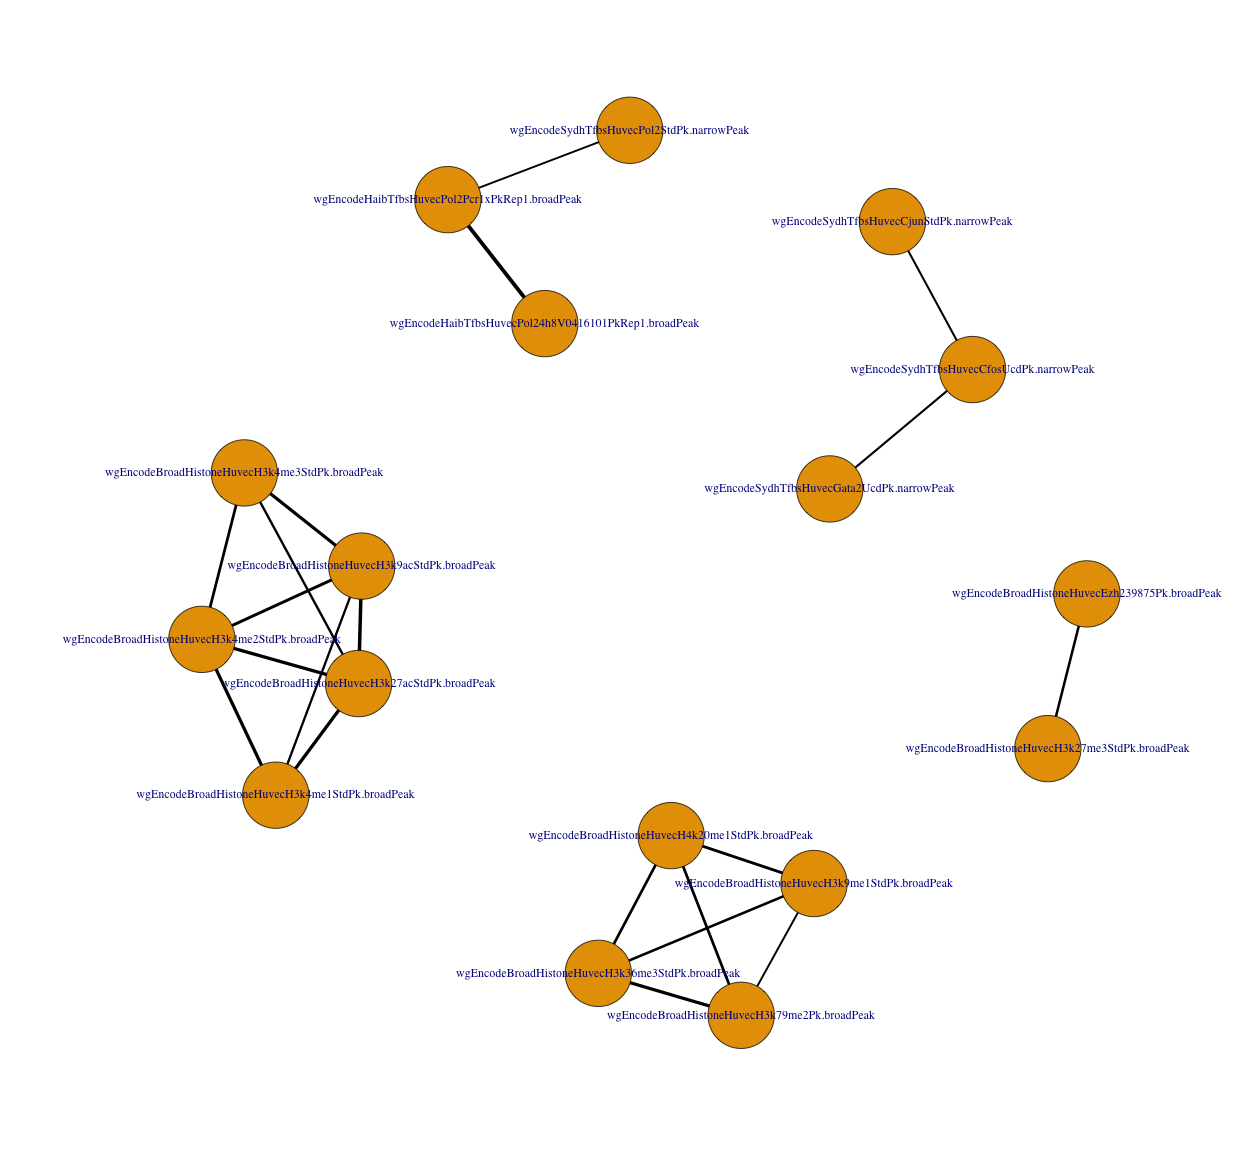 wgEncodeSydhTfbsHuvecPol2StdPk.narrowPeak
wgEncodeHaibTfbsHuvecPol2Pcr1xPkRep1.broadPeak
wgEncodeSydhTfbsHuvecCjunStdPk.narrowPeak
wgEncodeHaibTfbsHuvecPol24h8V0416101PkRep1.broadPeak
wgEncodeSydhTfbsHuvecCfosUcdPk.narrowPeak
wgEncodeBroadHistoneHuvecH3k4me3StdPk.broadPeak
wgEncodeSydhTfbsHuvecGata2UcdPk.narrowPeak
wgEncodeBroadHistoneHuvecH3k9acStdPk.broadPeak
wgEncodeBroadHistoneHuvecEzh239875Pk.broadPeak
wgEncodeBroadHistoneHuvecH3k4me2StdPk.broadPeak
wgEncodeBroadHistoneHuvecH3k27acStdPk.broadPeak
wgEncodeBroadHistoneHuvecH3k27me3StdPk.broadPeak
wgEncodeBroadHistoneHuvecH3k4me1StdPk.broadPeak
wgEncodeBroadHistoneHuvecH4k20me1StdPk.broadPeak
wgEncodeBroadHistoneHuvecH3k9me1StdPk.broadPeak
wgEncodeBroadHistoneHuvecH3k36me3StdPk.broadPeak
wgEncodeBroadHistoneHuvecH3k79me2Pk.broadPeak